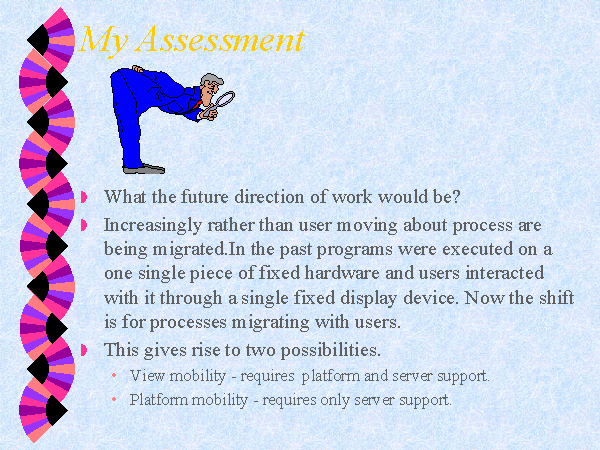 My Assessment
What the future direction of work would be?
Increasingly rather than user moving about process are
being migrated.In the past programs were executed on a
one single piece of fixed hardware and users interacted
with it through a single fixed display device. Now the shift
is for processes migrating with users.
This gives rise to two possibilities.
View mobility - requires platform and server support.
Platform mobility - requires only server support.